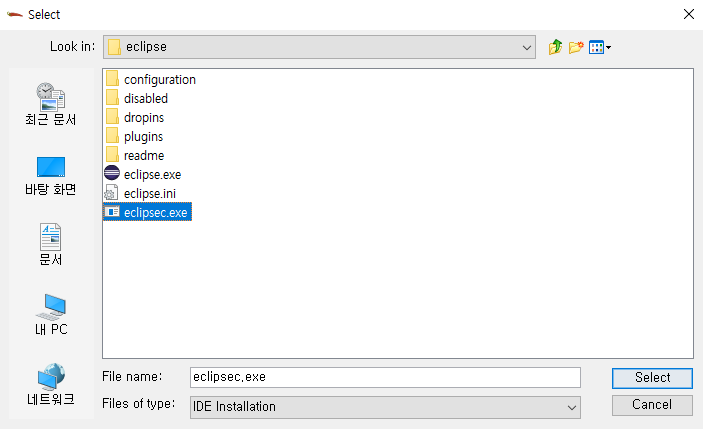 Select
Look in:
eclipse
최근 문서
바탕 화면
문서
내 PC
네트워크
configuration
disabled
dropins
plugins
readme
eclipse.exe
eclipse.ini
eclipsec.exe
File name:
eclipsec.exe
Select
Files of type:
IDE Installation
Cancel